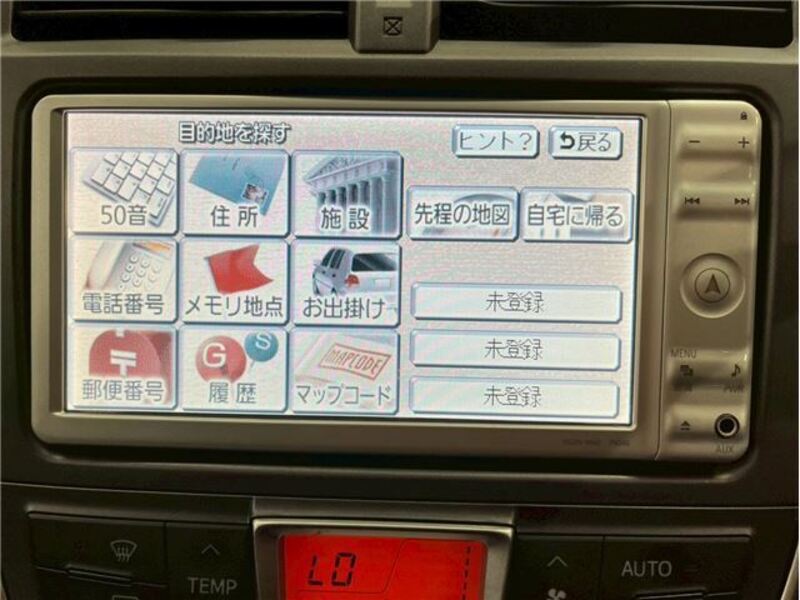 目的地を探す ヒント? 戻る
50音 住所 施設 先程の地図 自宅に帰る
電話番号 メモリ地点 お出掛け 未登録
未登録
郵便番号 G S 履歴 MAPCODE マップコード 未登録
MENU
PWR
AUX
LO
TEMP AUTO